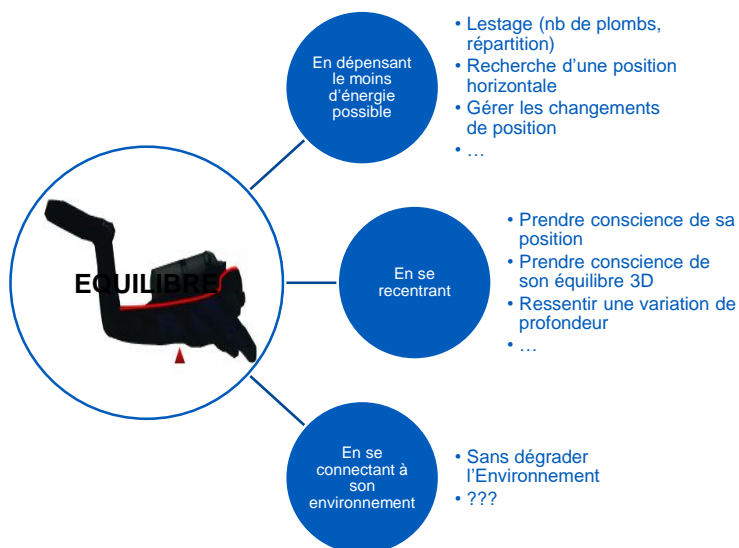 En dépensant
le moins
d'énergie
possible
• Lestage (nb de plombs,
répartition)
• Recherche d'une position
horizontale
• Gérer les changements
de position
• …
EQUILIBRE
En se
recentrant
• Prendre conscience de sa
position
• Prendre conscience de
son équilibre 3D
• Ressentir une variation de
profondeur
• …
En se
connectant à
son
environnement
• Sans dégrader
l'Environnement
• ???